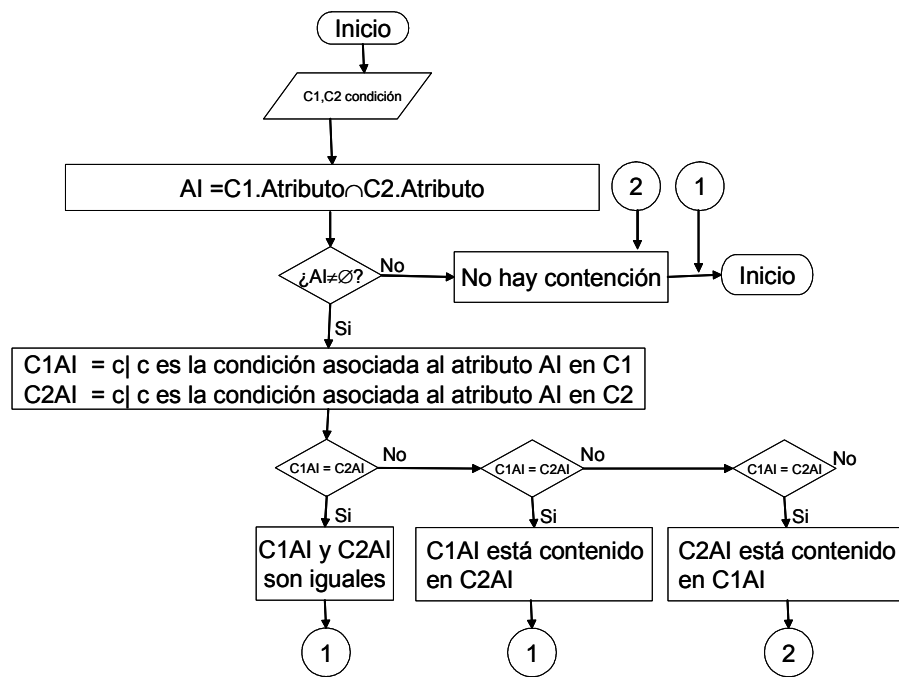 Inicio
C1,C2 condición
AI =C1.Atributo∩C2.Atributo
2
1
¿AI≠∅?
No
No hay contención
Inicio
Si
C1AI = c| c es la condición asociada al atributo AI en C1
C2AI = c| c es la condición asociada al atributo AI en C2
C1AI = C2AI
No
C1AI = C2AI
No
C1AI = C2AI
No
Si
Si
Si
C1AI y C2AI
son iguales
C1AI está contenido
en C2AI
C2AI está contenido
en C1AI
1
1
2